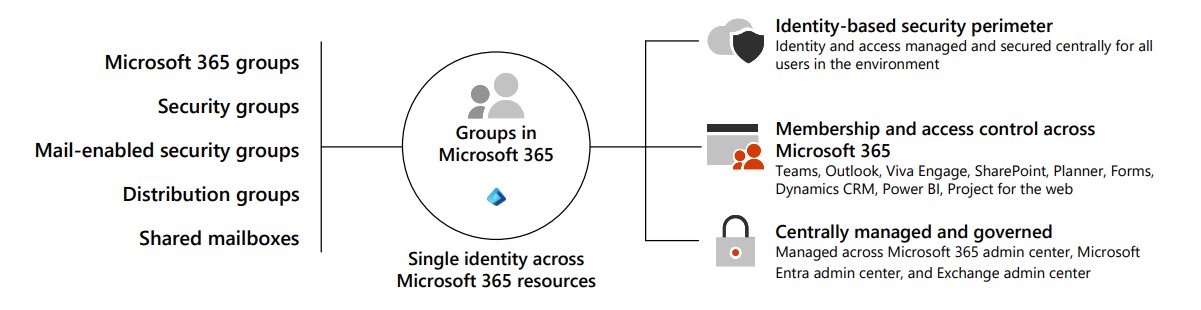 Microsoft 365 groups
Security groups
Mail-enabled security groups
Distribution groups
Shared mailboxes
Groups in
Microsoft 365
Single identity across
Microsoft 365 resources
Identity-based security perimeter
Identity and access managed and secured centrally for all
users in the environment
Membership and access control across
Microsoft 365
Teams, Outlook, Viva Engage, SharePoint, Planner, Forms,
Dynamics CRM, Power BI, Project for the web
Centrally managed and governed
Managed across Microsoft 365 admin center, Microsoft
Entra admin center, and Exchange admin center